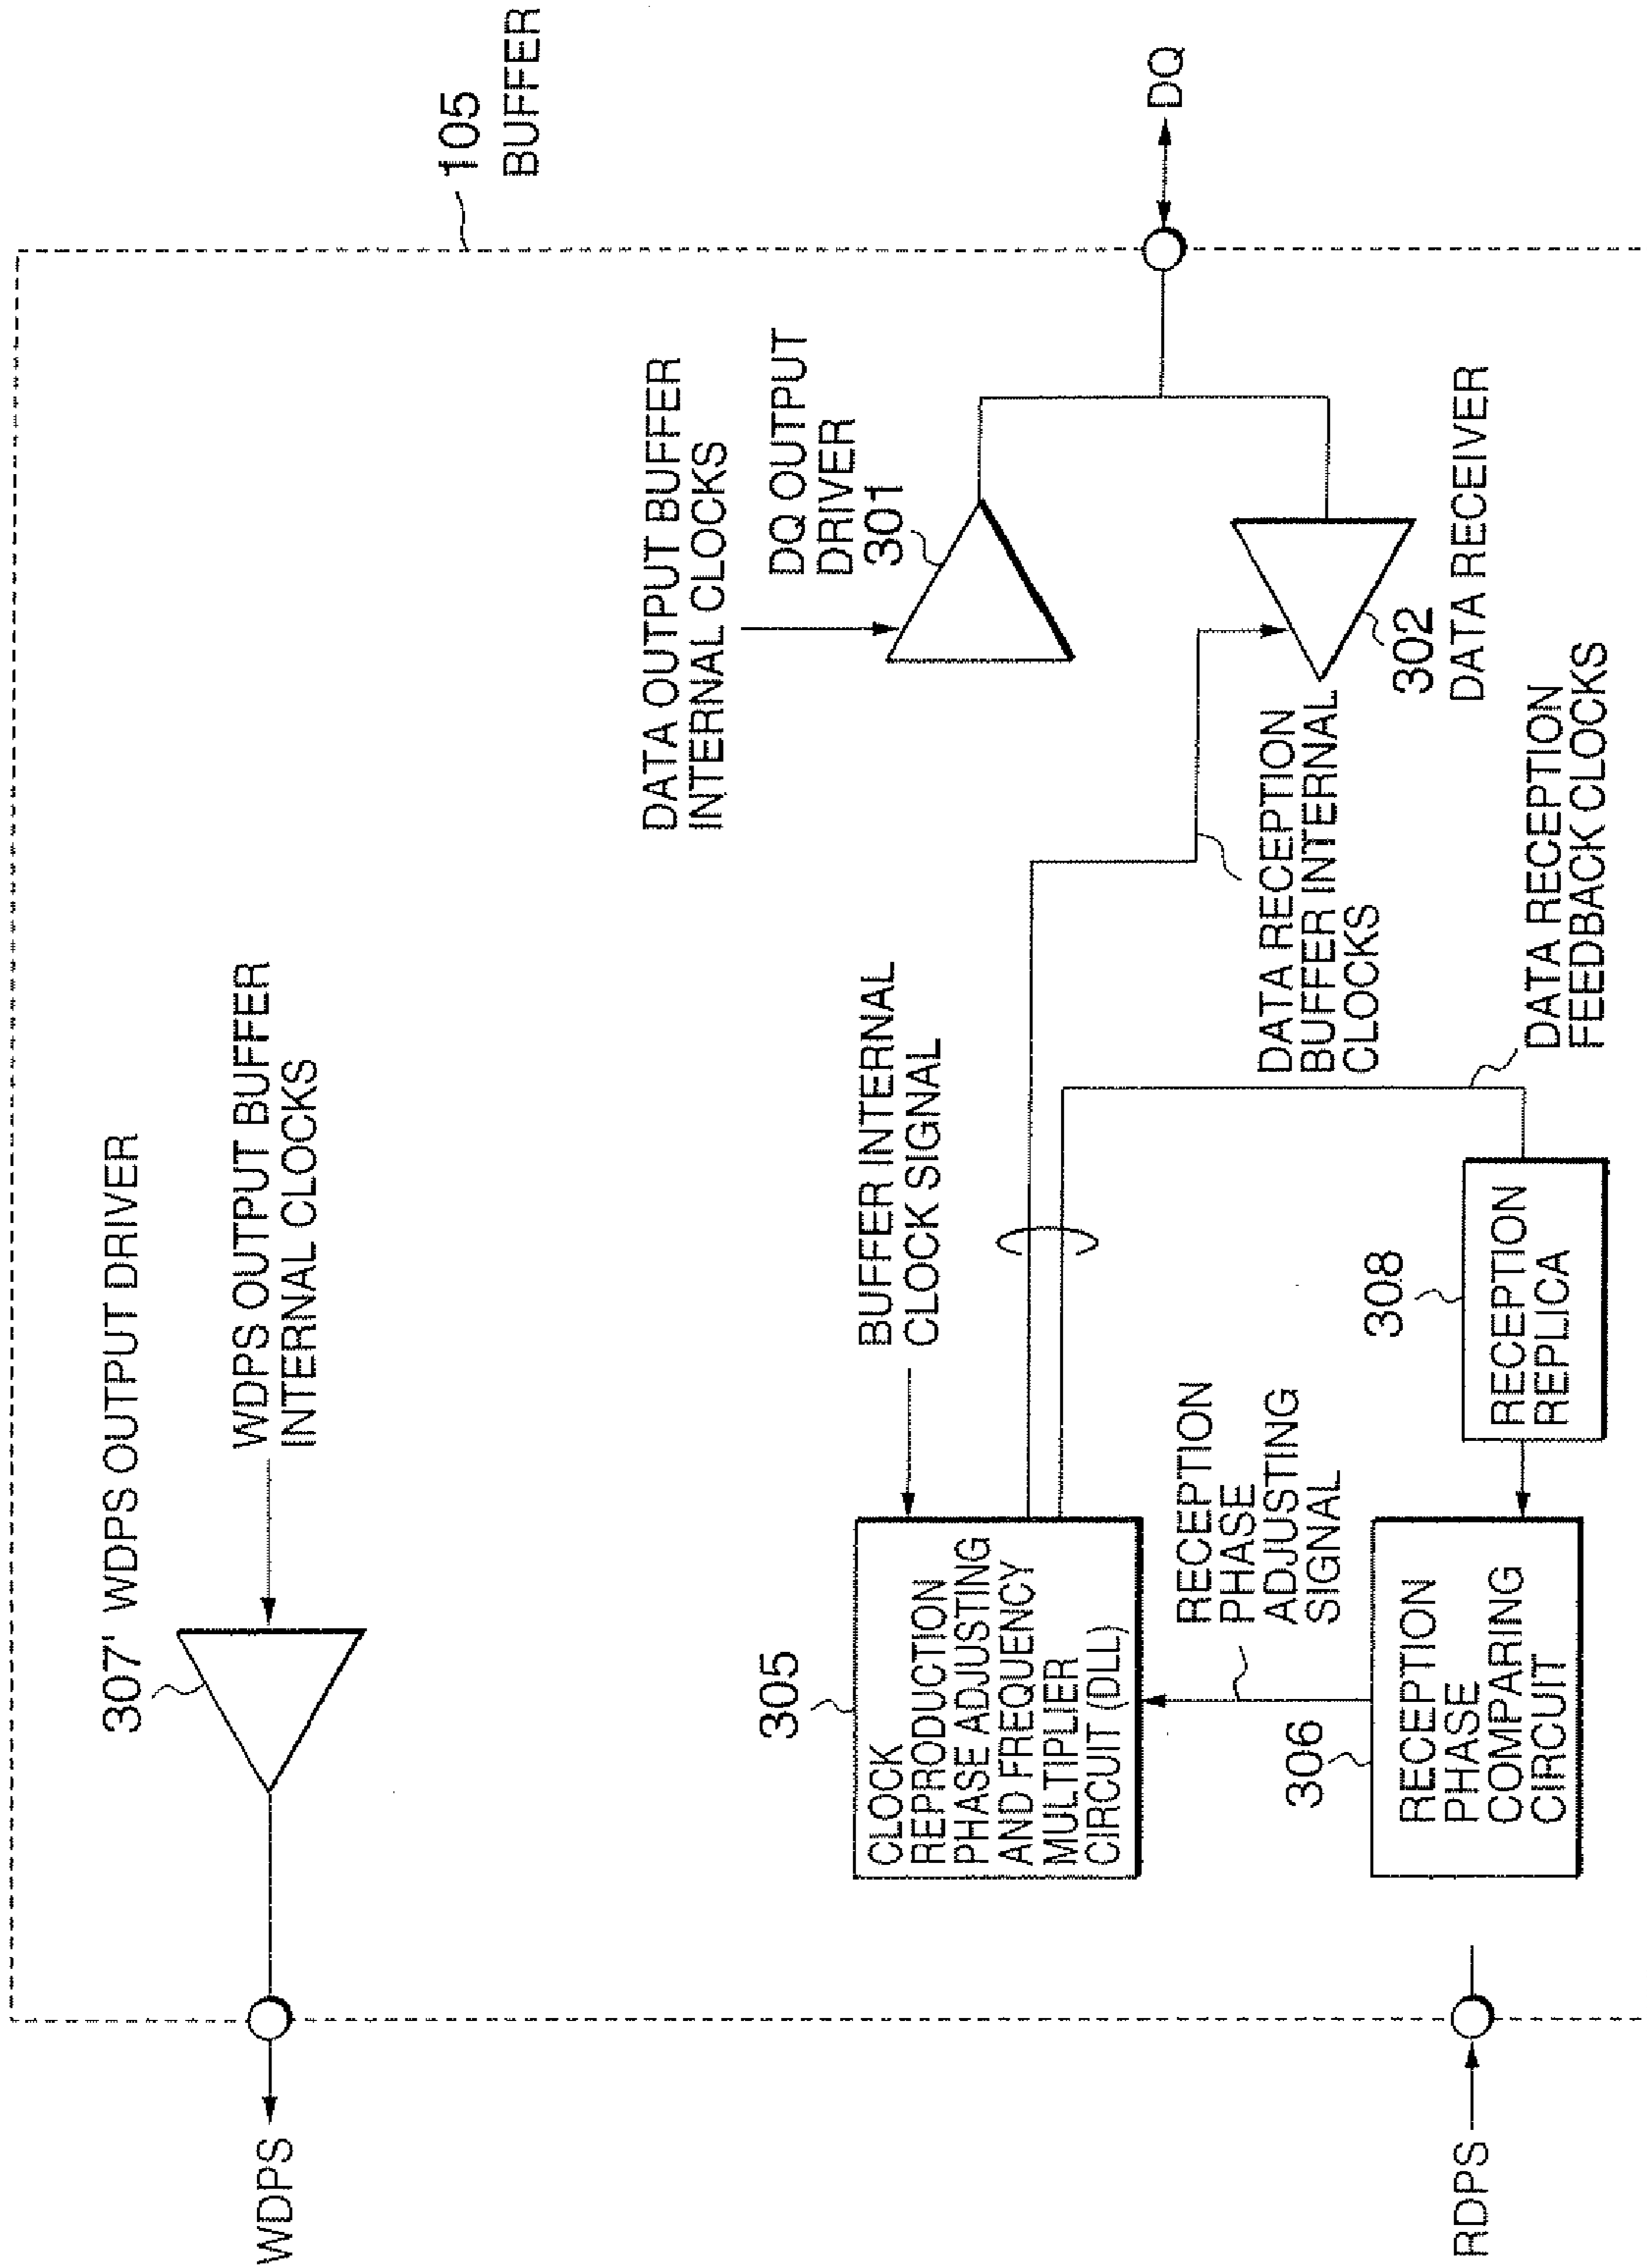 105
BUFFER
307' WDPS OUTPUT DRIVER
WDPS OUTPUT BUFFER
INTERNAL CLOCKS
WDPS
DATA OUTPUT BUFFER
INTERNAL CLOCKS
DQ OUTPUT
DRIVER
301
DQ
BUFFER INTERNAL
CLOCK SIGNAL
305
CLOCK
REPRODUCTION
PHASE ADJUSTING
AND FREQUENCY
MULTIPLIER
CIRCUIT (DLL)
302
DATA RECEIVER
DATA RECEPTION
BUFFER INTERNAL
CLOCKS
RECEPTION
PHASE
ADJUSTING
SIGNAL
306
RECEPTION
PHASE
COMPARING
CIRCUIT
308
RECEPTION
REPLICA
DATA RECEPTION
FEEDBACK CLOCKS
RDPS